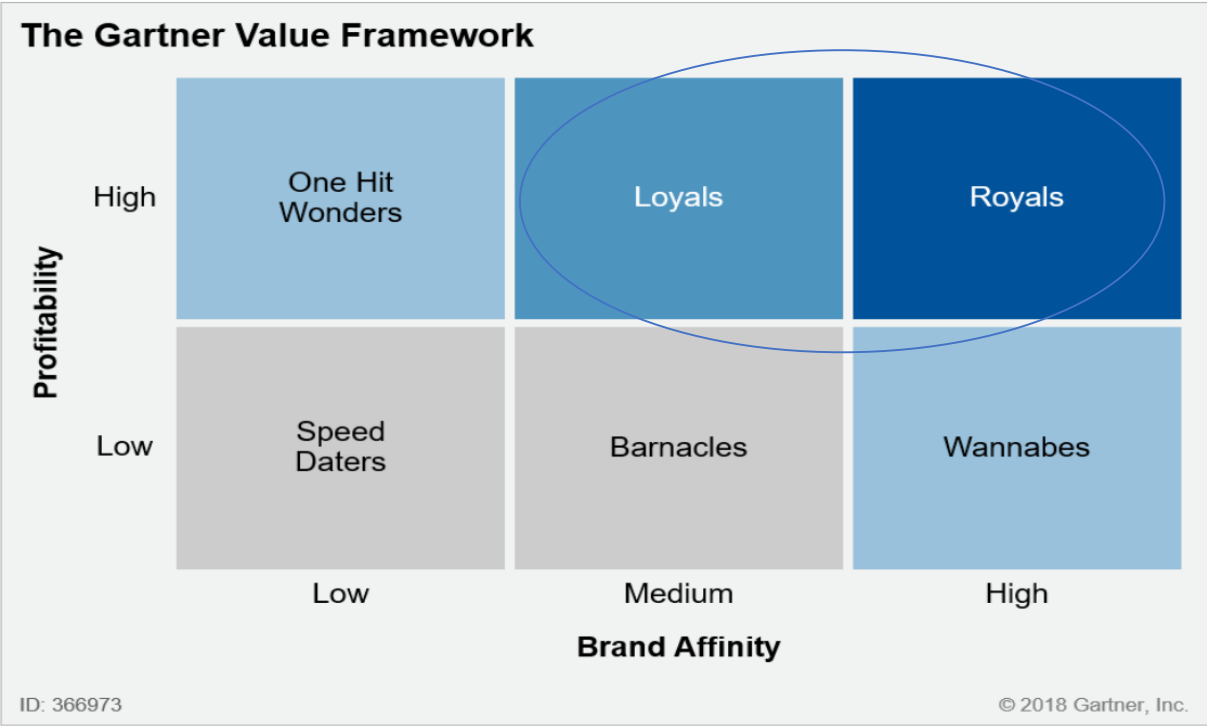 The Gartner Value Framework
High
One Hit
Wonders
Loyals
Royals
Profitability
Low
Speed
Daters
Barnacles
Wannabes
Low
Medium
High
Brand Affinity
ID: 366973
© 2018 Gartner, Inc.